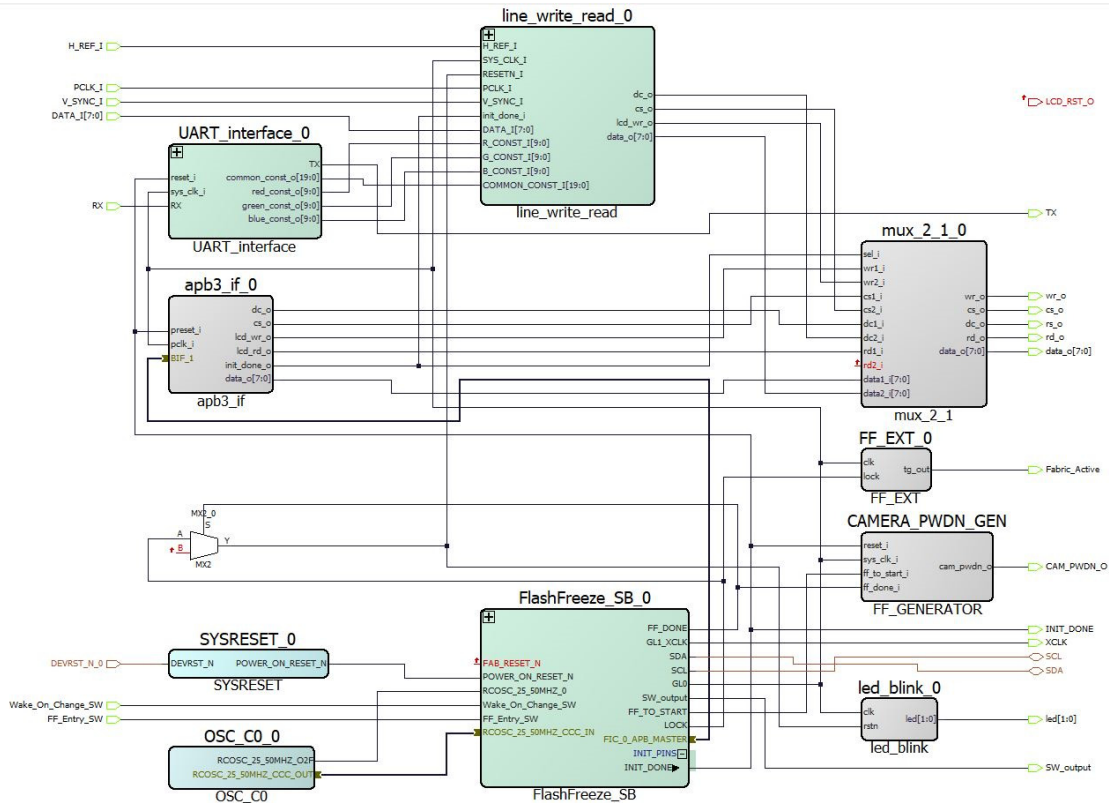 line_write_read_0
H_REF_I
PCLK_I
V_SYNC_I
DATA_I[7:0]
H_REF_I
SYS_CLK_I
RESETN_I
PCLK_I
V_SYNC_I
init_done_i
DATA_I[7:0]
R_CONST_I[9:0]
G_CONST_I[9:0]
B_CONST_I[9:0]
COMMON_CONST_I[19:0]
dc_o
cs_o
lcd_wr_o
data_o[7:0]
line_write_read
LCD_RST_O
UART_interface_0
RX
reset_i
sys_clk_i
RX
TX
common_const_o[19:0]
red_const_o[9:0]
green_const_o[9:0]
blue_const_o[9:0]
UART_interface
TX
apb3_if_0
preset_i
pclk_i
BIF_1
dc_o
cs_o
lcd_wr_o
lcd_rd_o
init_done_o
data_o[7:0]
apb3_if
mux_2_1_0
sel_i
wr1_i
wr2_i
cs1_i
cs2_i
dc1_i
dc2_i
rd1_i
rd2_i
data1_i[7:0]
data2_i[7:0]
wr_o
cs_o
dc_o
rd_o
data_o[7:0]
mux_2_1
wr_o
cs_o
rs_o
rd_o
data_o[7:0]
FF_EXT_0
clk
lock
tg_out
FF_EXT
Fabric_Active
MX2_0
S
A
B
Y
MX2
CAMERA_PWDN_GEN
reset_i
sys_clk_i
ff_to_start_i
ff_done_i
cam_pwdn_o
FF_GENERATOR
CAM_PWDN_O
SYSRESET_0
DEVRST_N_0
DEVRST_N
POWER_ON_RESET_N
SYSRESET
Wake_On_Change_SW
FF_Entry_SW
OSC_C0_0
RCOSC_25_50MHZ_O2F
RCOSC_25_50MHZ_CCC_OUT
OSC_C0
FlashFreeze_SB_0
FAB_RESET_N
POWER_ON_RESET_N
RCOSC_25_50MHZ_0
Wake_On_Change_SW
FF_Entry_SW
RCOSC_25_50MHZ_CCC_IN
FF_DONE
GL1_XCLK
SDA
SCL
GL0
SW_output
FF_TO_START
LOCK
FIC_0_APB_MASTER
INIT_PINS
INIT_DONE
FlashFreeze_SB
INIT_DONE
XCLK
SCL
SDA
led_blink_0
clk
rstn
led[1:0]
led_blink
led[1:0]
SW_output